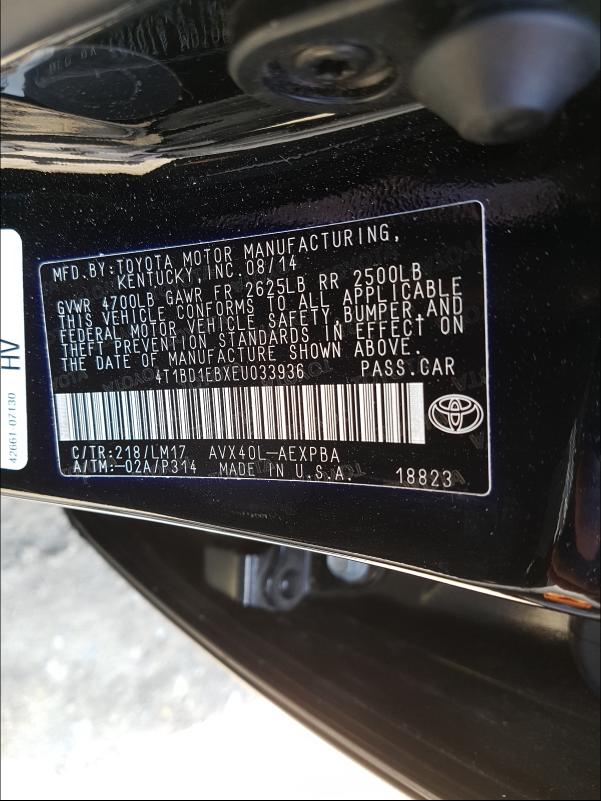 MFD.BY:TOYOTA MOTOR MANUFACTURING,
KENTUCKY, INC. 08/14
GVWR 4700LB GAWR FR 2625LB RR 2500LB
THIS VEHICLE CONFORMS TO ALL APPLICABLE
FEDERAL MOTOR VEHICLE SAFETY, BUMPER, AND
THEFT PREVENTION STANDARDS IN EFFECT ON
THE DATE OF MANUFACTURE SHOWN ABOVE.
4T1BD1EBXEU033936 PASS.CAR
C/TR:218/LM17 AVX40L-AEXPBA
A/TM:-02A/P314 MADE IN U.S.A. 18823
HV
42661-07130